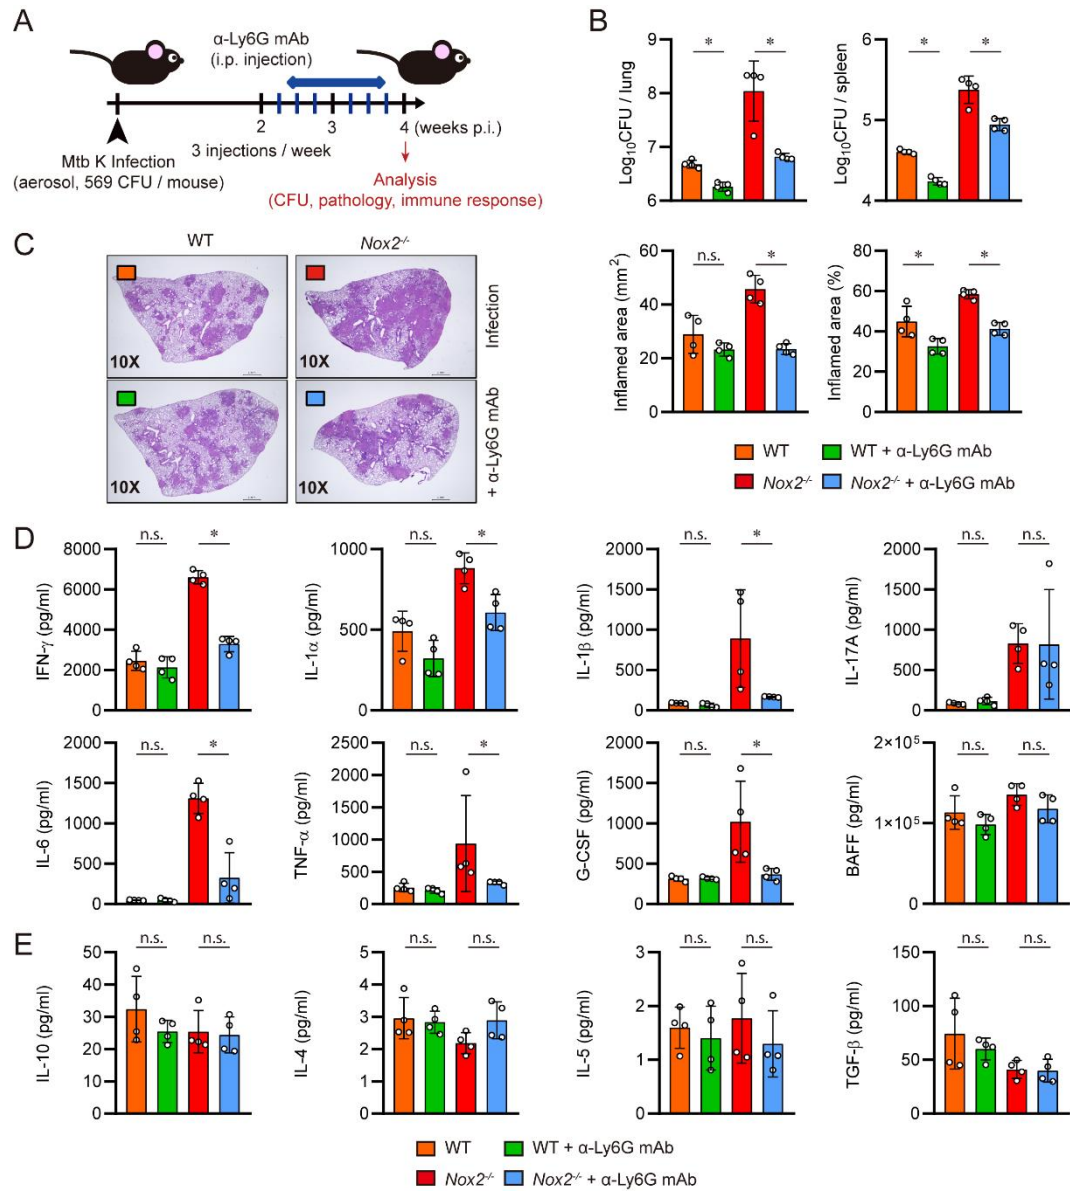 A
α-Ly6G mAb
(i.p. injection)
2
3
4 (weeks p.i.)
Mtb K Infection
(aerosol, 569 CFU / mouse)
3 injections / week
Analysis
(CFU, pathology, immune response)
B
Log₁₀CFU / lung
9
8
7
6
*
*
Log₁₀CFU / spleen
6
5
4
*
*
Inflamed area (mm²)
60
40
20
0
n.s.
*
Inflamed area (%)
80
60
40
20
0
*
*
WT
WT + α-Ly6G mAb
Nox2⁻/⁻
Nox2⁻/⁻ + α-Ly6G mAb
C
WT
Nox2⁻/⁻
10X
10X
Infection
10X
10X
+ α-Ly6G mAb
D
IFN-γ (pg/ml)
8000
6000
4000
2000
0
n.s.
*
IL-1α (pg/ml)
1000
500
0
n.s.
*
IL-1β (pg/ml)
2000
1500
1000
500
0
n.s.
*
IL-17A (pg/ml)
2000
1500
1000
500
0
n.s.
n.s.
IL-6 (pg/ml)
2000
1500
1000
500
0
n.s.
*
TNF-α (pg/ml)
2500
2000
1500
1000
500
0
n.s.
*
G-CSF (pg/ml)
2000
1500
1000
500
0
n.s.
*
BAFF (pg/ml)
2×10⁵
1×10⁵
0
n.s.
n.s.
E
IL-10 (pg/ml)
50
40
30
20
10
0
n.s.
n.s.
IL-4 (pg/ml)
5
4
3
2
1
0
n.s.
n.s.
IL-5 (pg/ml)
3
2
1
0
n.s.
n.s.
TGF-β (pg/ml)
150
100
50
0
n.s.
n.s.
WT
WT + α-Ly6G mAb
Nox2⁻/⁻
Nox2⁻/⁻ + α-Ly6G mAb